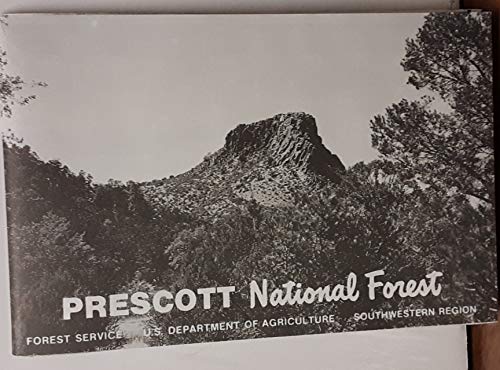 PRESCOTT National Forest
FOREST SERVICE U.S. DEPARTMENT OF AGRICULTURE SOUTHWESTERN REGION